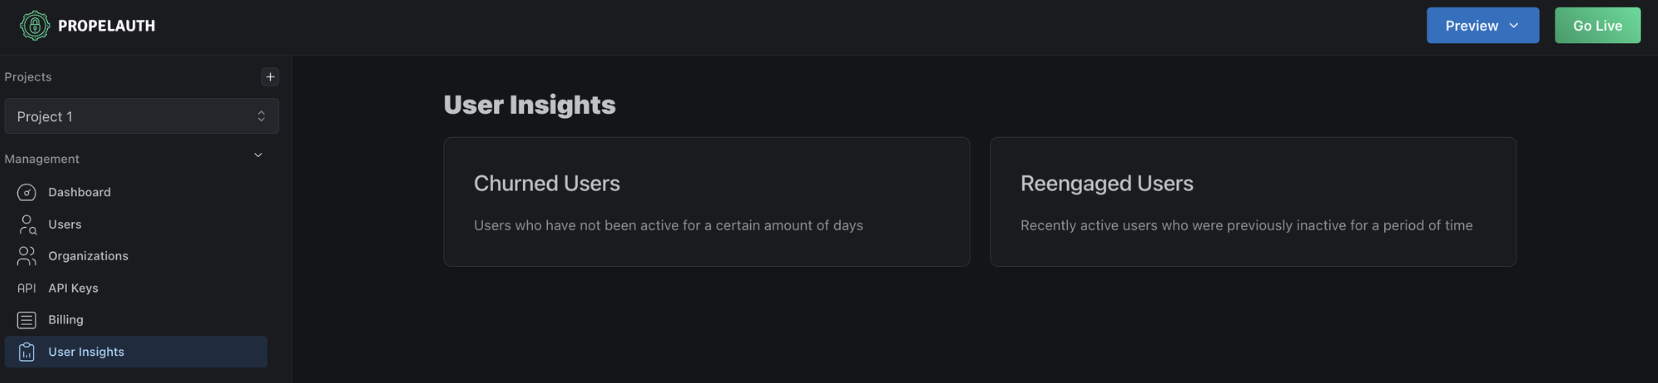 PROPELAUTH
Preview
Go Live
Projects
+
Project 1
Management
Dashboard
Users
Organizations
API API Keys
Billing
User Insights
User Insights
Churned Users
Users who have not been active for a certain amount of days
Reengaged Users
Recently active users who were previously inactive for a period of time